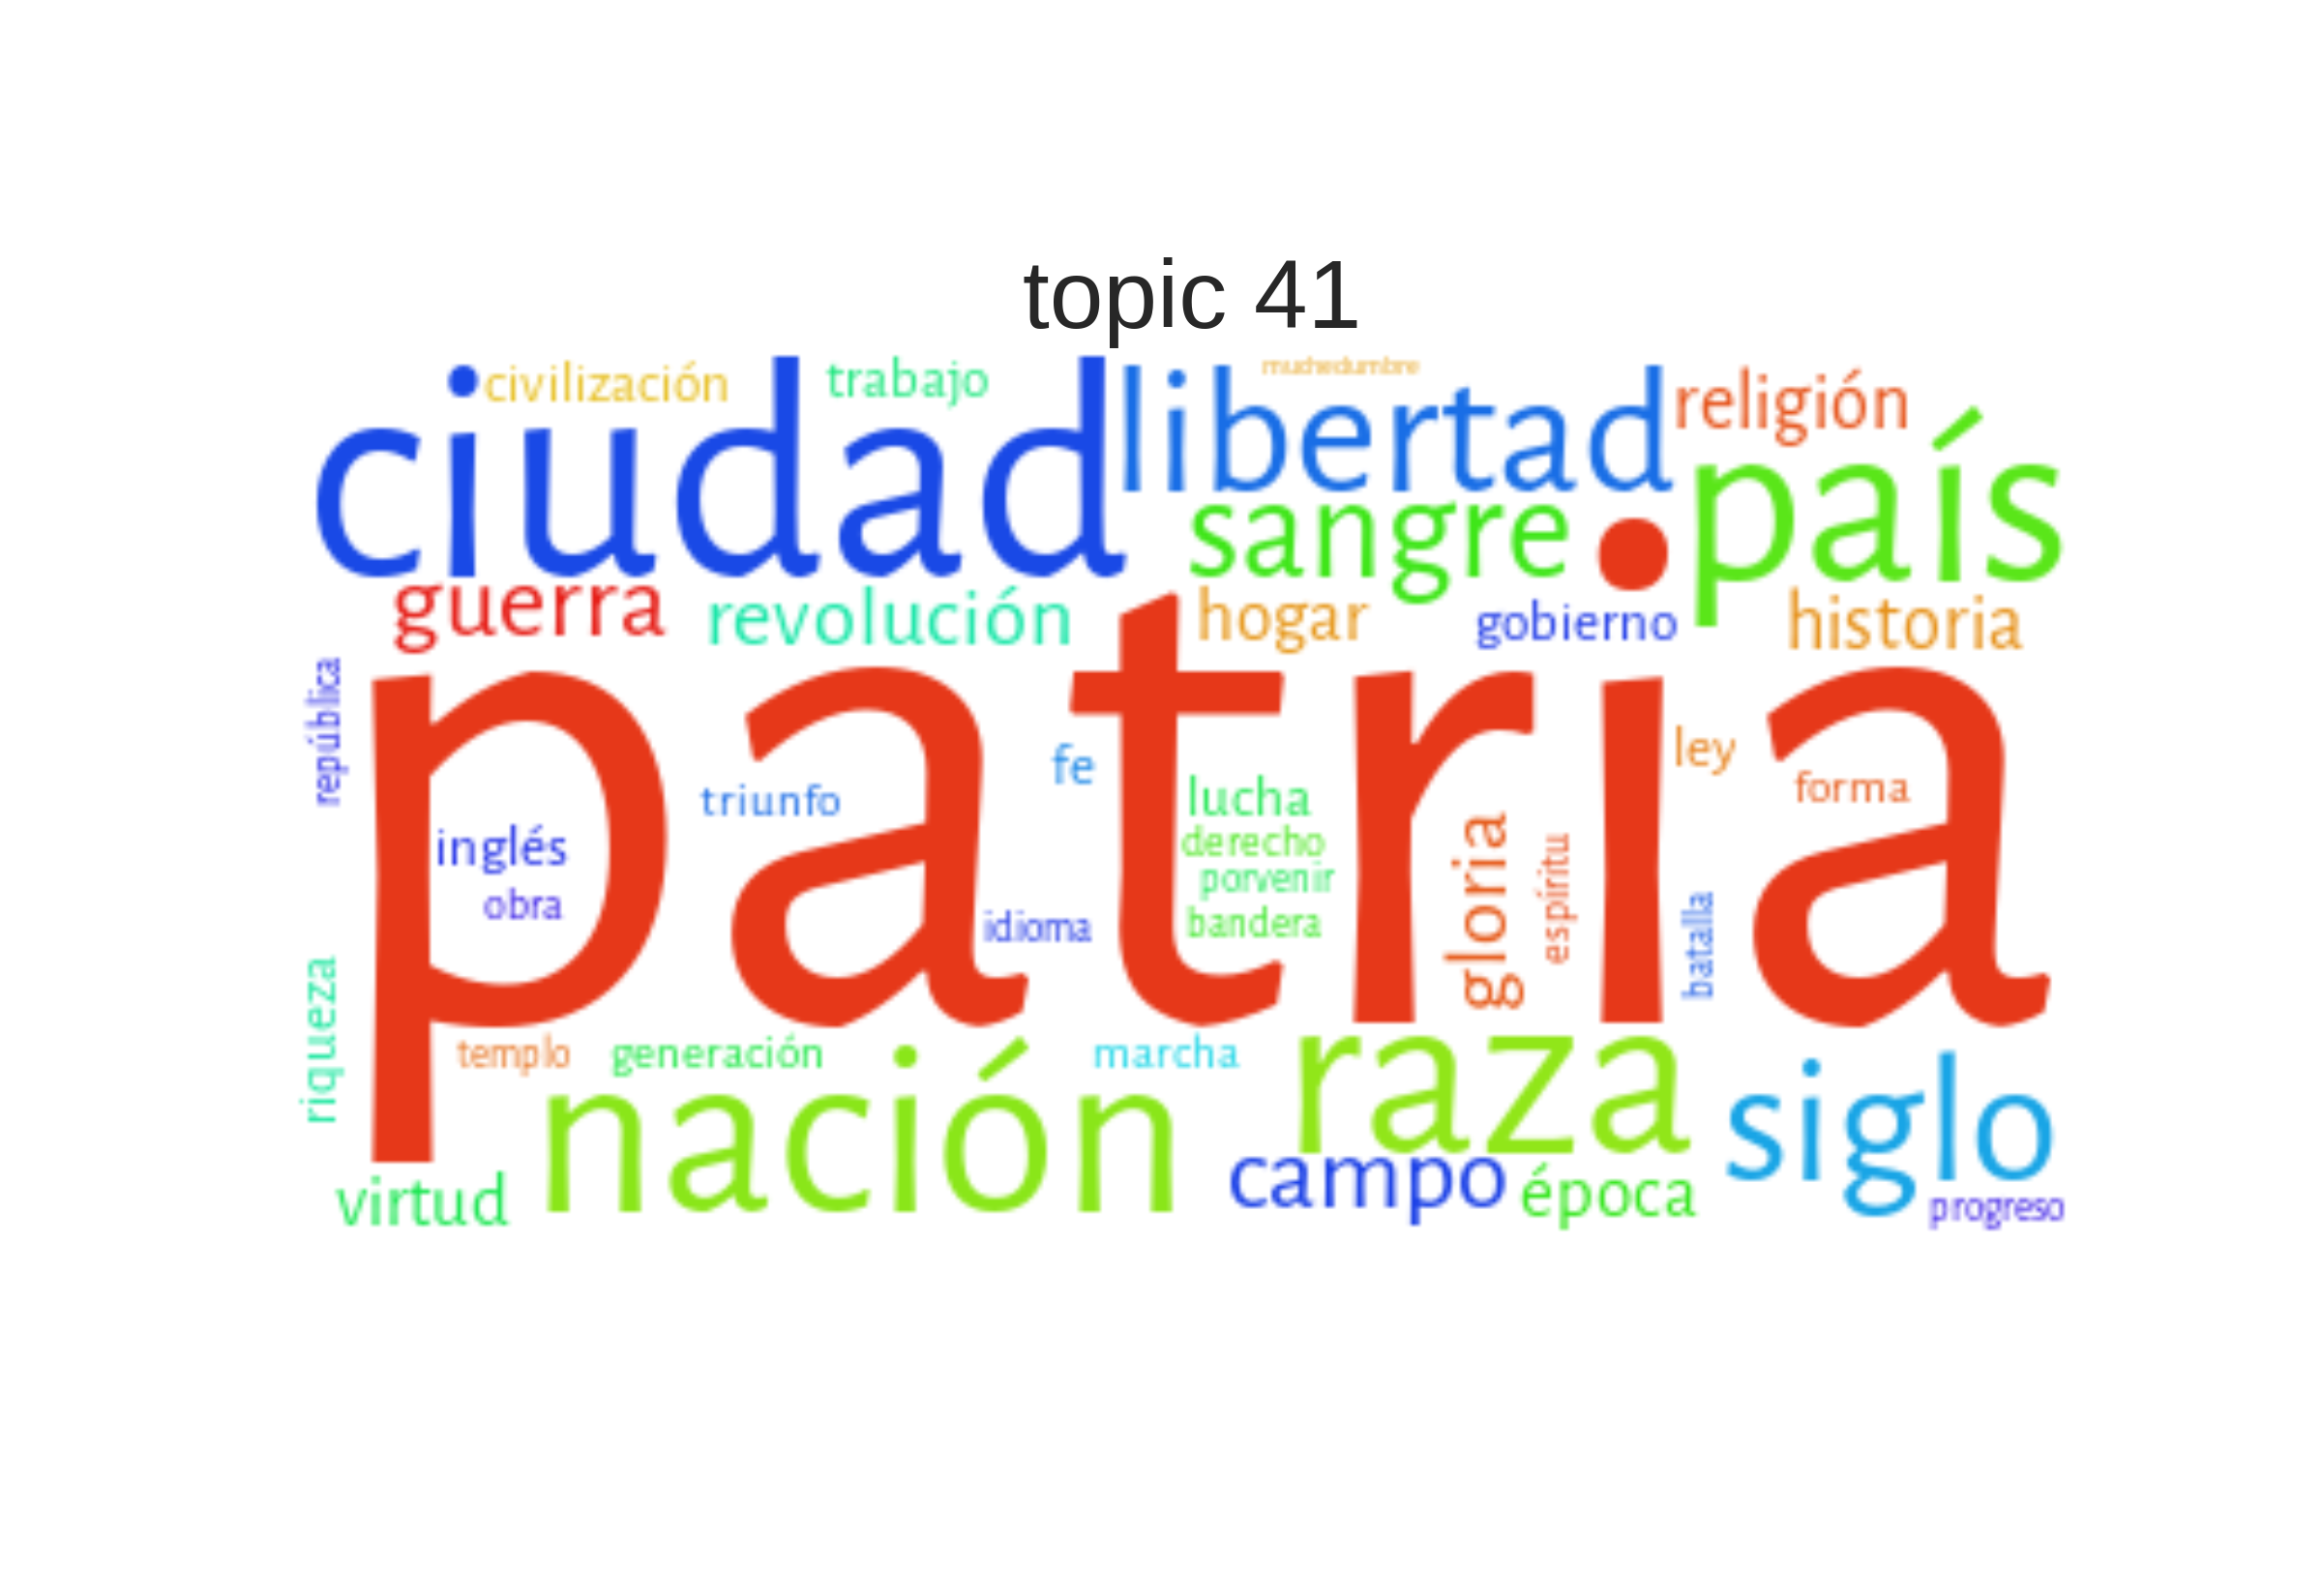 topic 41
civilización
trabajo
muchedumbre
ciudad
libertad
religión
país
sangre
guerra
revolución
hogar
gobierno
historia
república
patria
fe
ley
triunfo
lucha
forma
inglés
derecho
porvenir
obra
bandera
idioma
gloria
espíritu
batalla
riqueza
templo
generación
marcha
raza
nación
siglo
virtud
campo
época
progreso